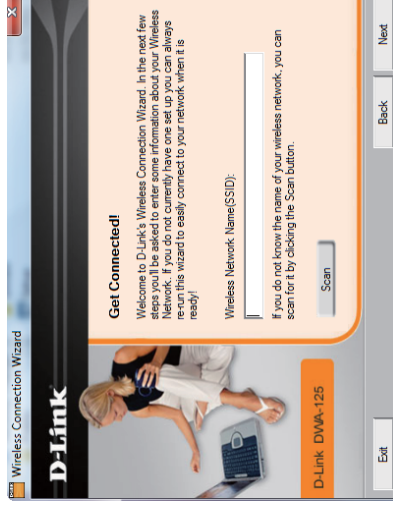 Wireless Connection Wizard
D-Link
Get Connected!
Welcome to D-Link's Wireless Connection Wizard. In the next few
steps you'll be asked to enter some information about your Wireless
Network. If you do not currently have one set up you can always
re-run this wizard to easily connect to your network when it is
ready!
Wireless Network Name(SSID):
If you do not know the name of your wireless network, you can
scan for it by clicking the Scan button.
Scan
D-Link DWA-125
Exit
Back
Next